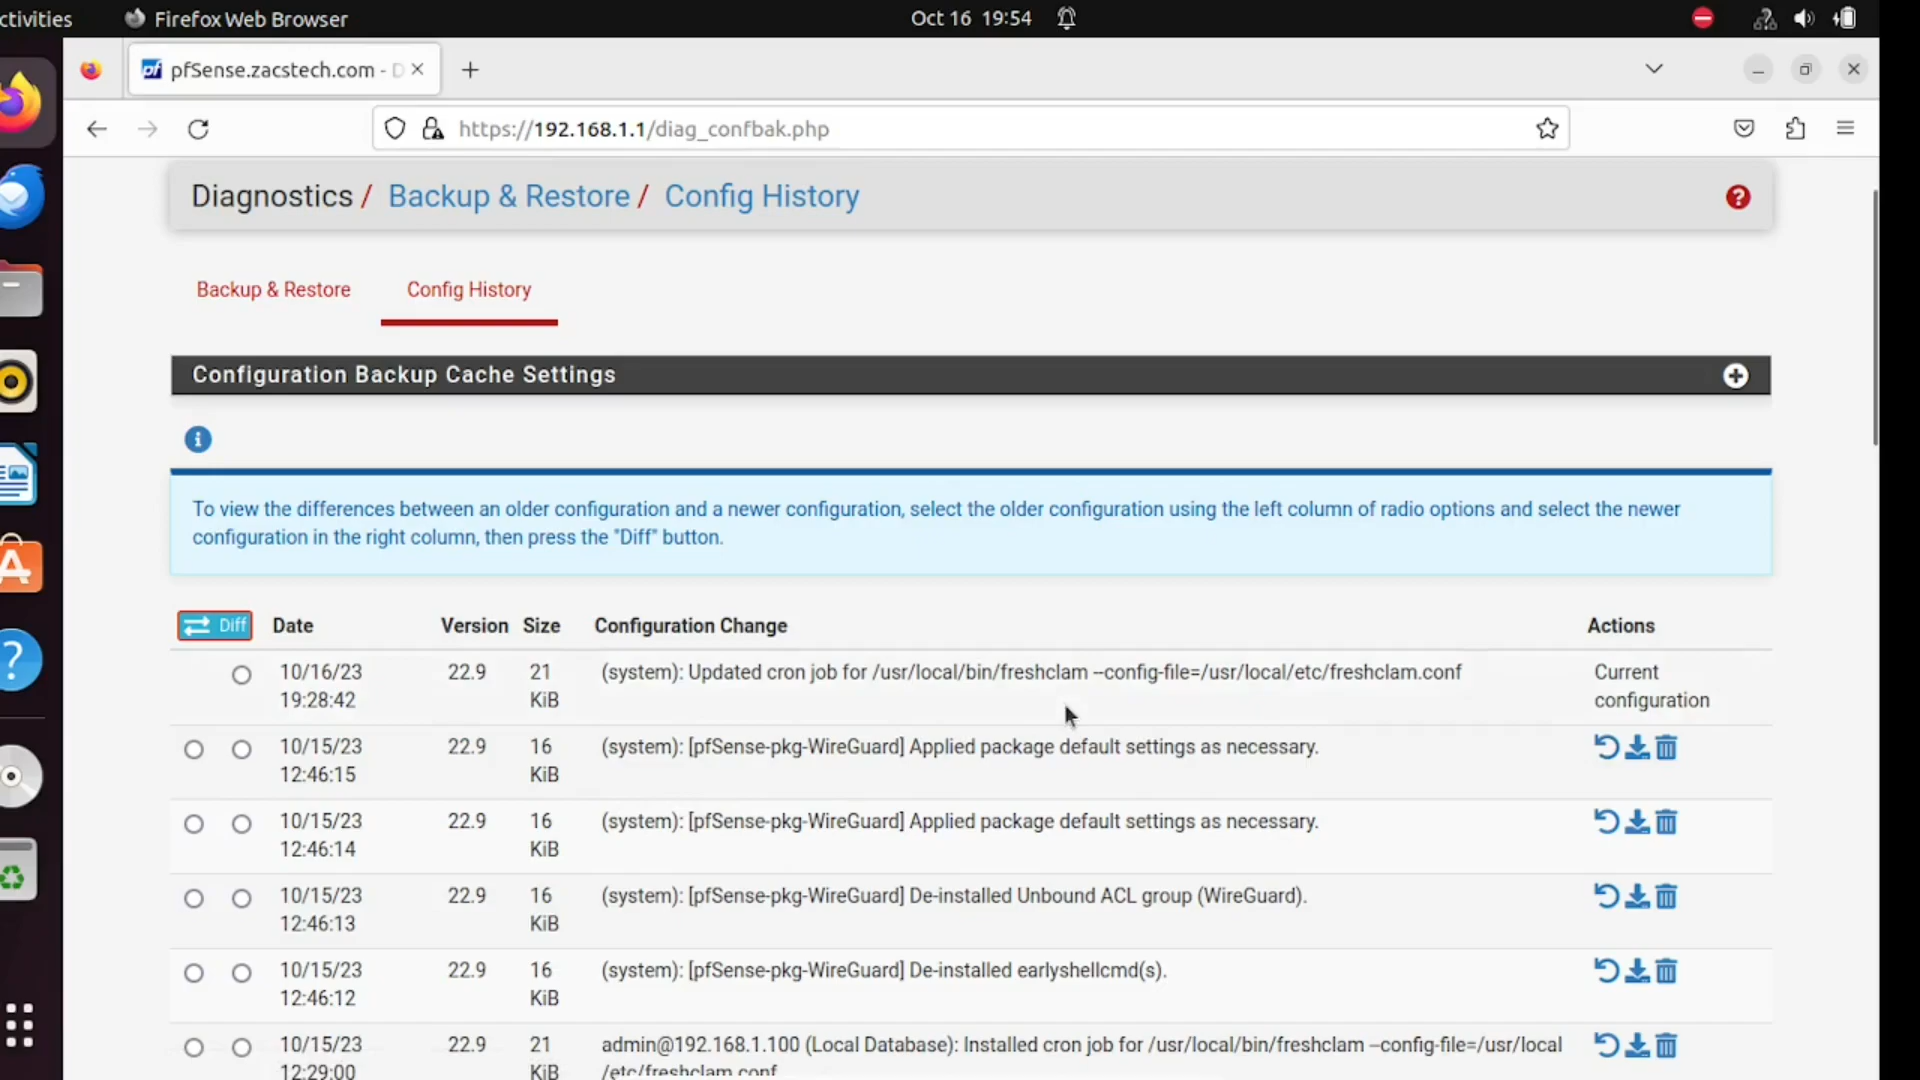 ctivities
Firefox Web Browser
Oct 16 19:54
pfSense.zacstech.com - D
https://192.168.1.1/diag_confbak.php
Diagnostics / Backup & Restore / Config History
Backup & Restore
Config History
Configuration Backup Cache Settings
To view the differences between an older configuration and a newer configuration, select the older configuration using the left column of radio options and select the newer
configuration in the right column, then press the "Diff" button.
Diff Date Version Size Configuration Change Actions
10/16/23 22.9 21 (system): Updated cron job for /usr/local/bin/freshclam --config-file=/usr/local/etc/freshclam.conf Current
19:28:42 KiB configuration
10/15/23 22.9 16 (system): [pfSense-pkg-WireGuard] Applied package default settings as necessary.
12:46:15 KiB
10/15/23 22.9 16 (system): [pfSense-pkg-WireGuard] Applied package default settings as necessary.
12:46:14 KiB
10/15/23 22.9 16 (system): [pfSense-pkg-WireGuard] De-installed Unbound ACL group (WireGuard).
12:46:13 KiB
10/15/23 22.9 16 (system): [pfSense-pkg-WireGuard] De-installed earlyshellcmd(s).
12:46:12 KiB
10/15/23 22.9 21 admin@192.168.1.100 (Local Database): Installed cron job for /usr/local/bin/freshclam --config-file=/usr/local
12:29:00 KiB /etc/freshclam.conf